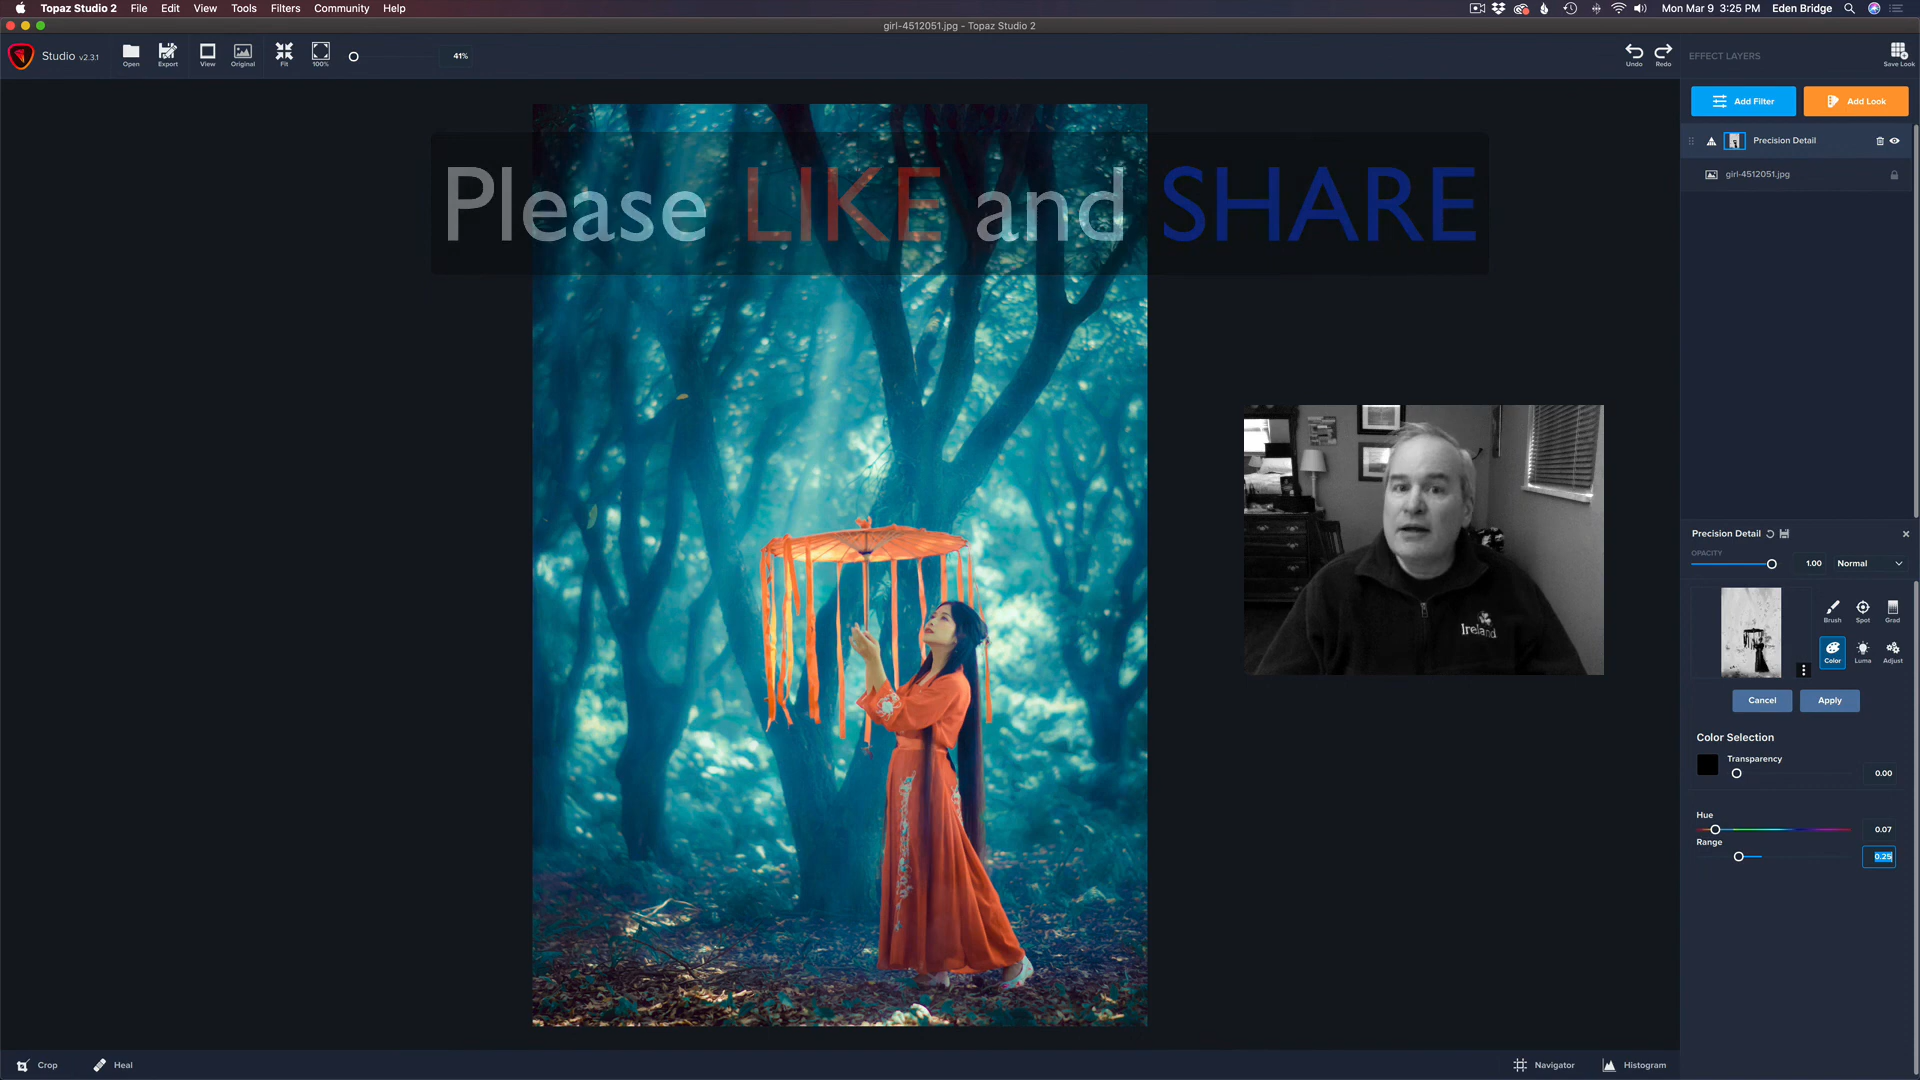 Topaz Studio 2 File Edit View Tools Filters Community Help Mon Mar 9 3:25 PM Eden Bridge
girl-4512051.jpg - Topaz Studio 2
Studio v2.3.1 Open Export View Original Fit 100% 41% Undo Redo EFFECT LAYERS Save Look
Add Filter Add Look
Precision Detail
girl-4512051.jpg
Please LIKE and SHARE
Precision Detail
OPACITY
1.00 Normal
Brush Spot Grad
Color Luma Adjust
Ireland
Cancel Apply
Color Selection
Transparency
0.00
Hue
0.07
Range
0.25
Crop Heal Navigator Histogram